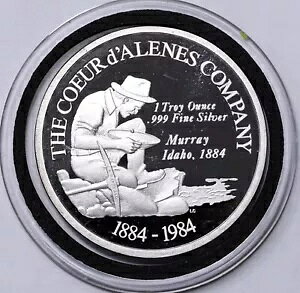 THE COEUR d'ALENES COMPANY
1 Troy Ounce
.999 Fine Silver
Murray
Idaho, 1884
1884-1984